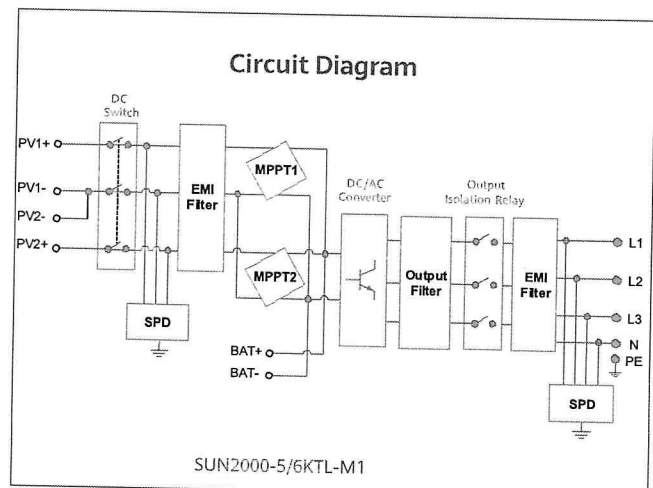 Circuit Diagram
DC
Switch
PV1+
PV1-
PV2-
PV2+
EMI
Filter
SPD
MPPT1
MPPT2
BAT+
BAT-
DC/AC
Converter
Output
Filter
Output
Isolation Relay
EMI
Filter
L1
L2
L3
N
PE
SPD
SUN2000-5/6KTL-M1